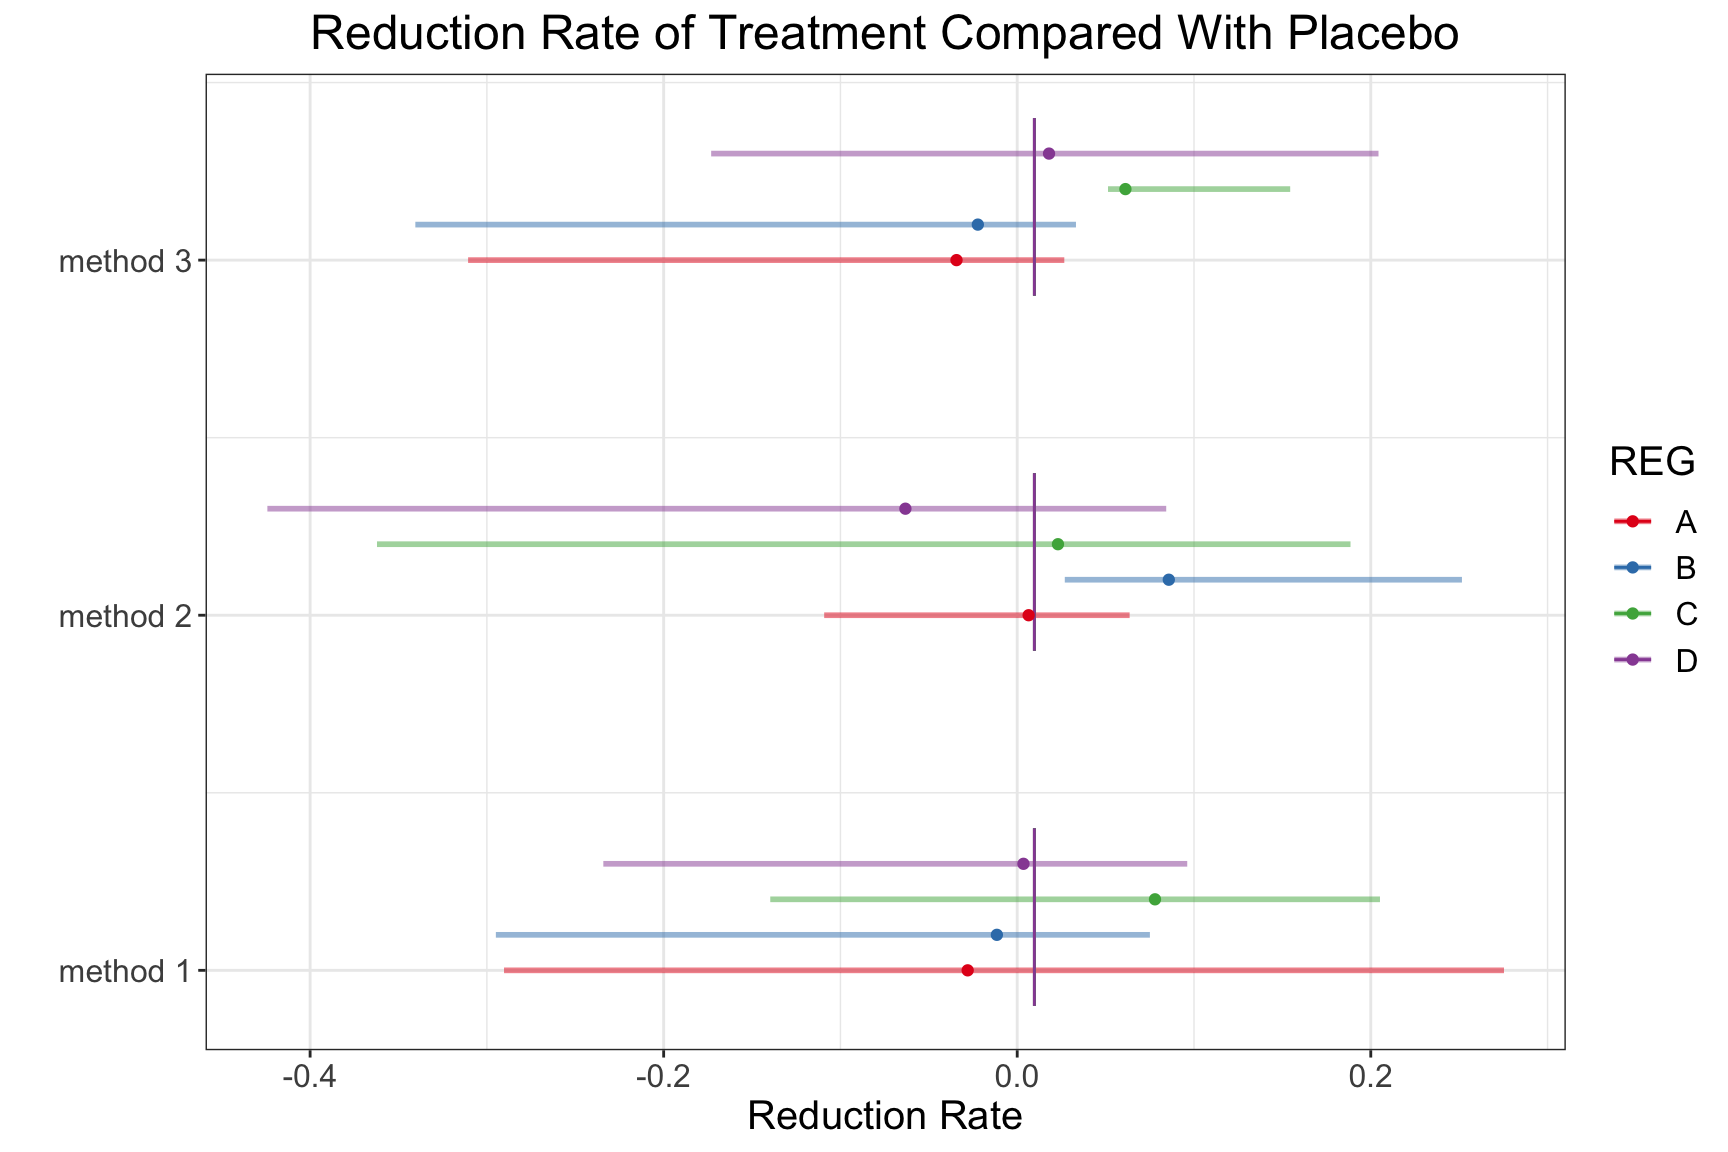 Reduction Rate of Treatment Compared With Placebo
method 3
method 2
method 1
-0.4
-0.2
0.0
0.2
Reduction Rate
REG
A
B
C
D